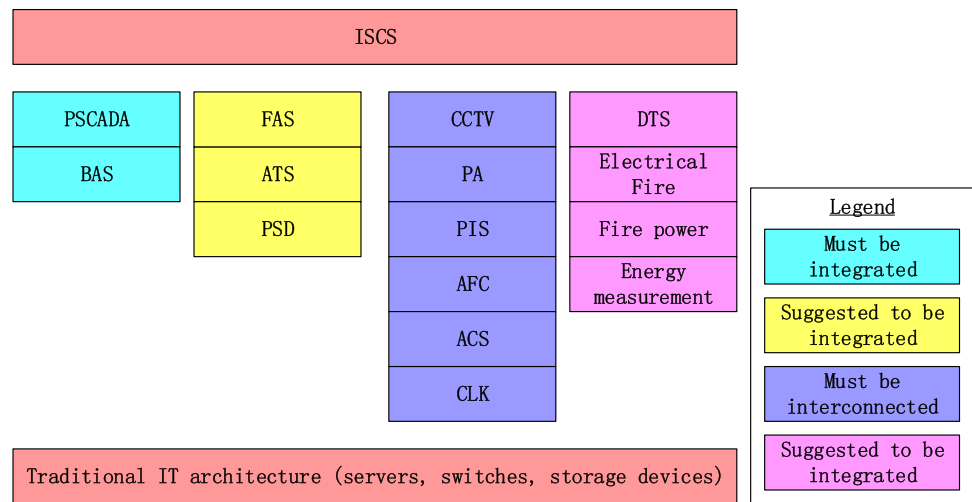 ISCS
PSCADA
BAS
FAS
ATS
PSD
CCTV
PA
PIS
AFC
ACS
CLK
DTS
Electrical
Fire
Fire power
Energy
measurement
Legend
Must be
integrated
Suggested to be
integrated
Must be
interconnected
Suggested to be
integrated
Traditional IT architecture (servers, switches, storage devices)